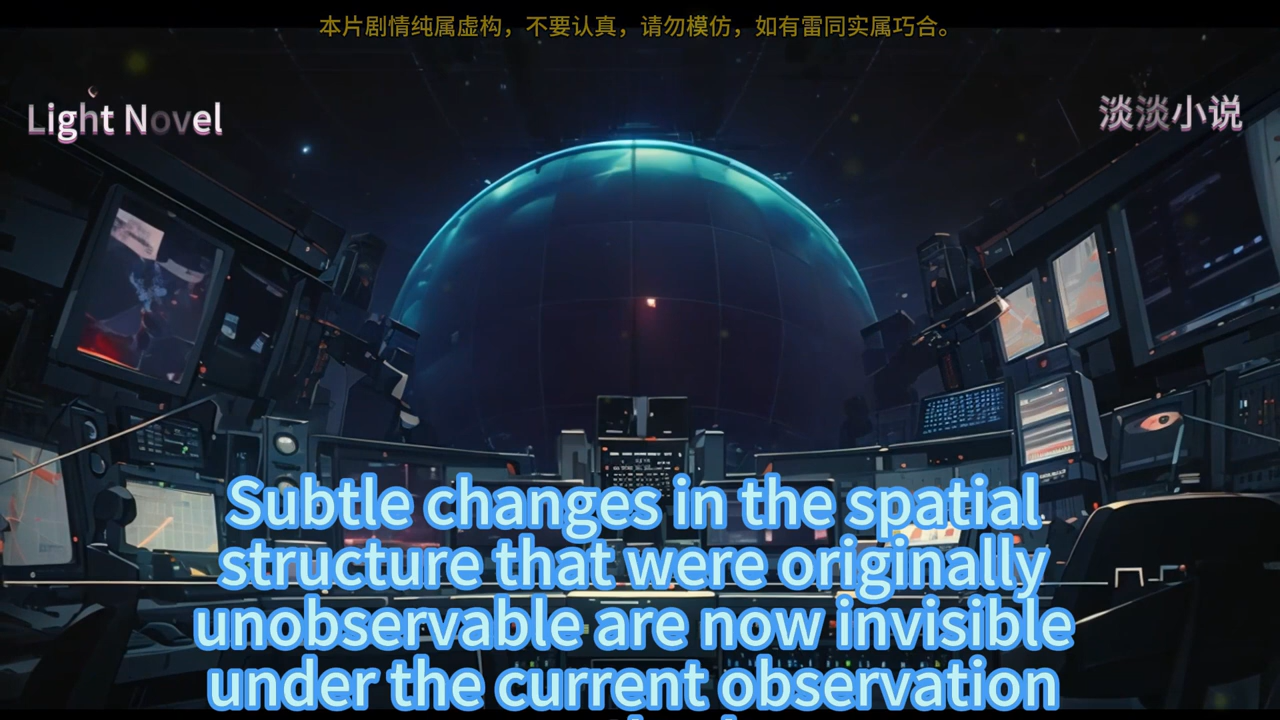 本片剧情纯属虚构，不要认真，请勿模仿，如有雷同实属巧合。
Light Novel
淡淡小说
Subtle changes in the spatial
structure that were originally
unobservable are now invisible
under the current observation